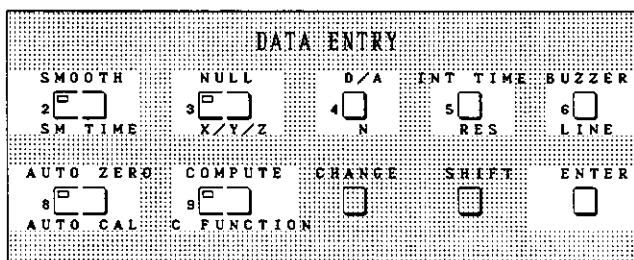 DATA ENTRY
SMOOTH NULL D/A INT TIME BUZZER
2 3 4 5 6
SM TIME X/Y/Z N RES LINE
AUTO ZERO COMPUTE CHANGE SHIFT ENTER
8 9
AUTO CAL C FUNCTION